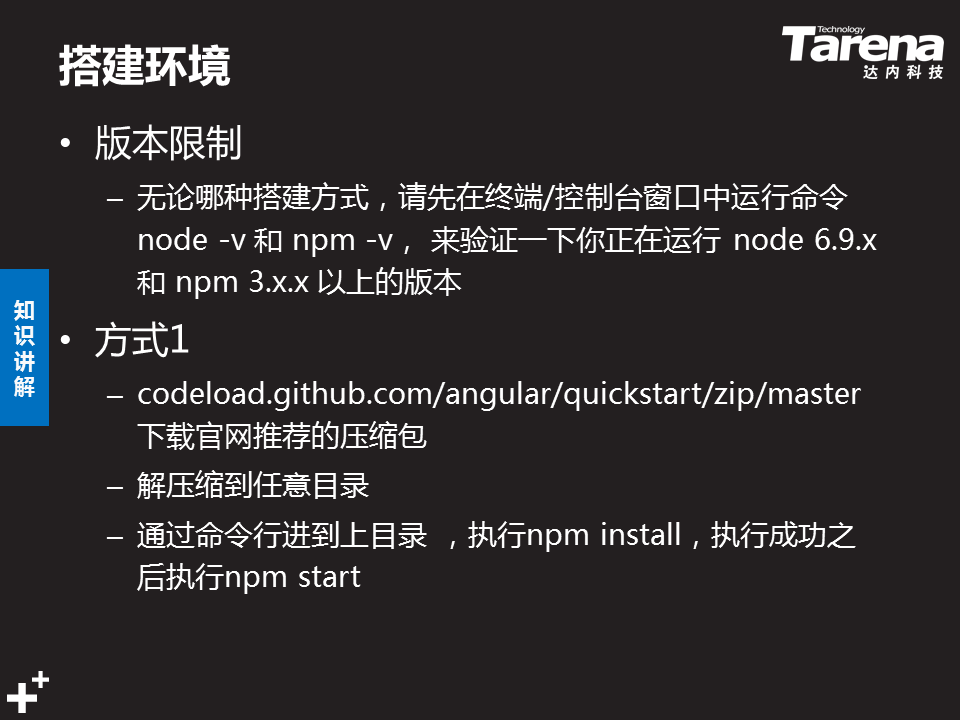 搭建环境
Technology
Tarena
达内科技
• 版本限制
– 无论哪种搭建方式，请先在终端/控制台窗口中运行命令
node -v 和 npm -v， 来验证一下你正在运行 node 6.9.x
和 npm 3.x.x 以上的版本
知
识
讲
解
• 方式1
– codeload.github.com/angular/quickstart/zip/master
下载官网推荐的压缩包
– 解压缩到任意目录
– 通过命令行进到上目录 ，执行npm install，执行成功之
后执行npm start